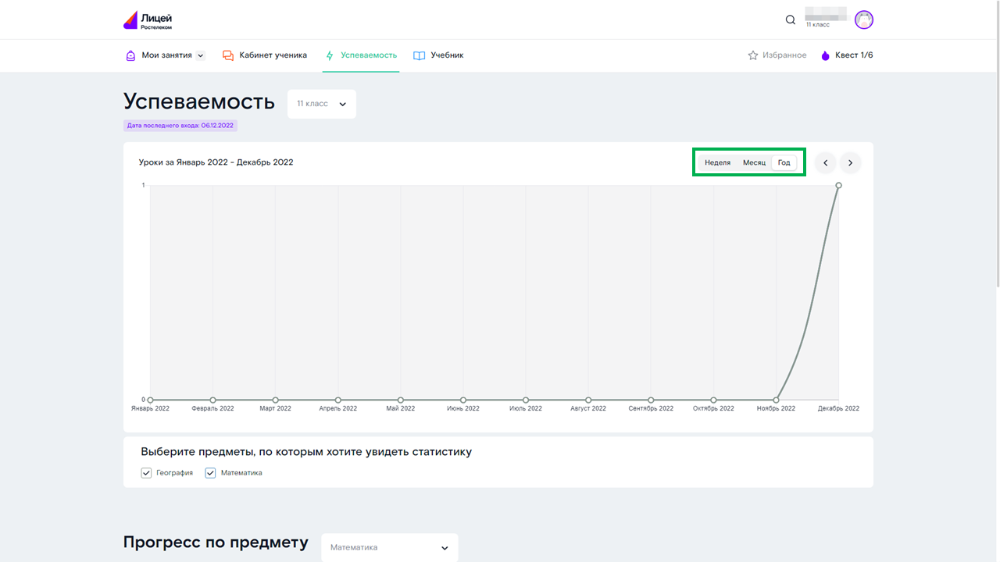 Лицей
Ростелеком
11 класс
Мои занятия
Кабинет ученика
Успеваемость
Учебник
Избранное
Квест 1/6
Успеваемость
11 класс
Дата последнего входа: 06.12.2022
Уроки за Январь 2022 - Декабрь 2022
Неделя Месяц Год
1
0
Январь 2022 Февраль 2022 Март 2022 Апрель 2022 Май 2022 Июнь 2022 Июль 2022 Август 2022 Сентябрь 2022 Октябрь 2022 Ноябрь 2022 Декабрь 2022
Выберите предметы, по которым хотите увидеть статистику
География Математика
Прогресс по предмету
Математика